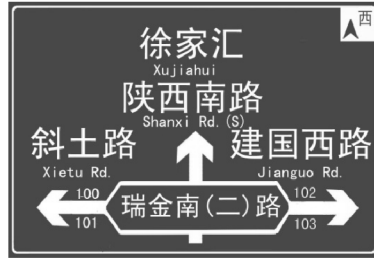 西
徐家汇
Xujiahui
陕西南路
Shanxi Rd. (S)
斜土路
Xietu Rd.
建国西路
Jianguo Rd.
100
101
瑞金南(二)路
102
103